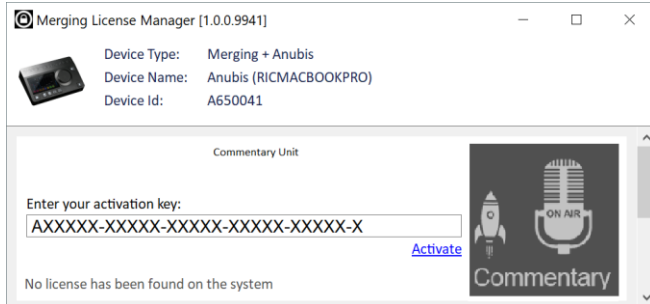 Merging License Manager [1.0.0.9941]
Device Type: Merging + Anubis
Device Name: Anubis (RICMACBOOKPRO)
Device Id: A650041
Commentary Unit
Enter your activation key:
AXXXXX-XXXXX-XXXXX-XXXXX-XXXXX-X
Activate
No license has been found on the system
ON AIR
Commentary